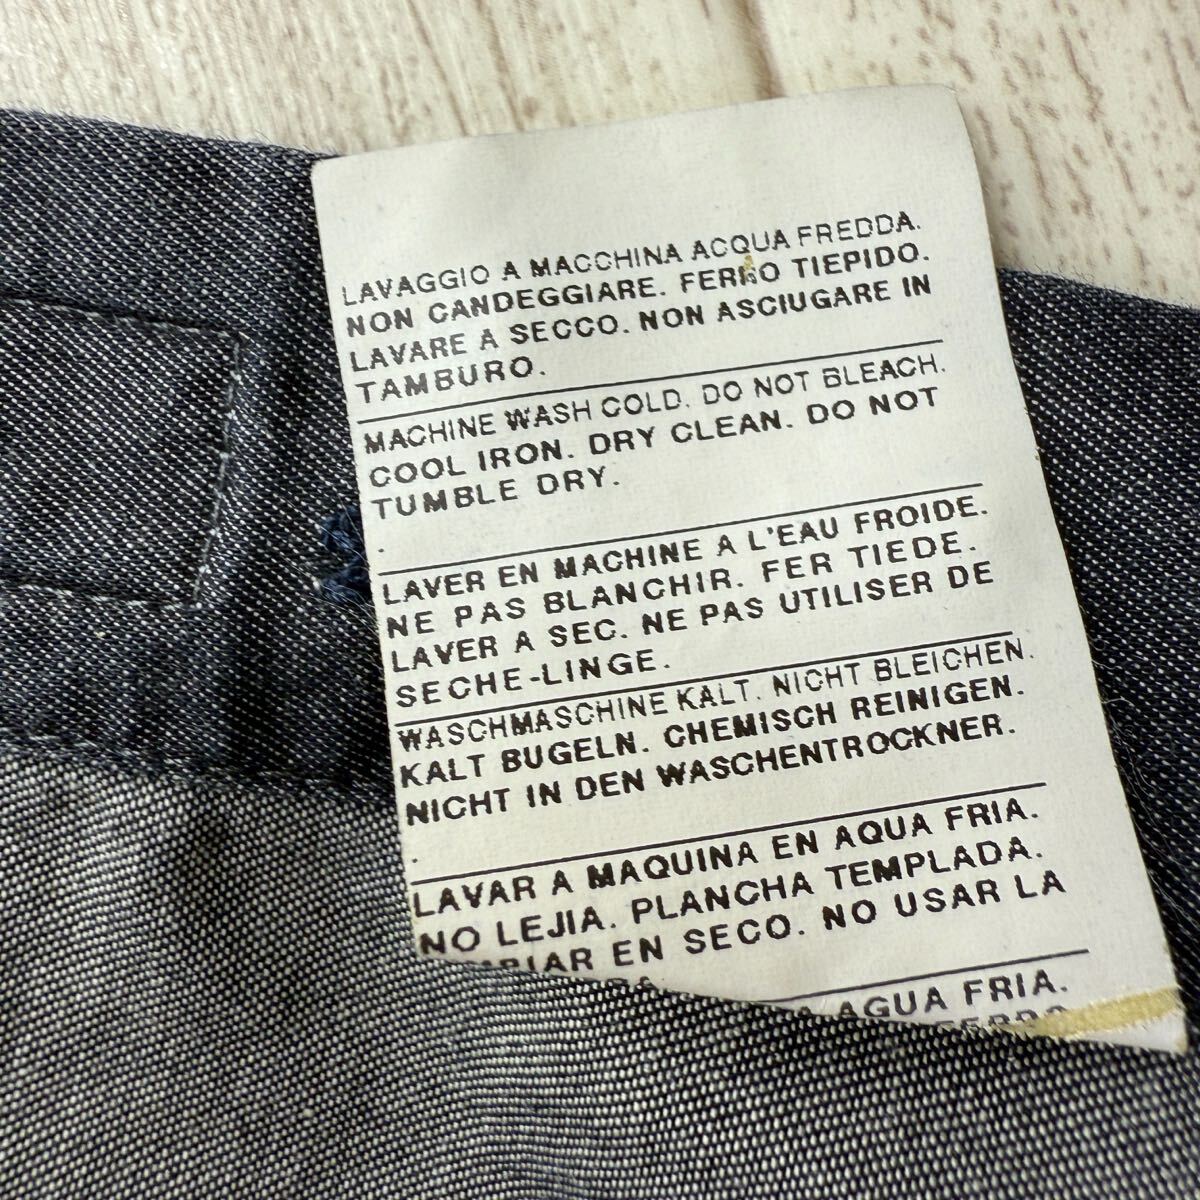 LAVAGGIO A MACCHINA ACQUA FREDDA.
NON CANDEGGIARE. FERRO TIEPIDO.
LAVARE A SECCO. NON ASCIUGARE IN
TAMBURO.
MACHINE WASH COLD. DO NOT BLEACH.
COOL IRON. DRY CLEAN. DO NOT
TUMBLE DRY.
.
LAVER EN MACHINE A L'EAU FROIDE.
NE PAS BLANCHIR. FER TIEDE.
LAVER A SEC. NE PAS UTILISER DE
SECHE-LINGE.
WASCHMASCHINE KALT. NICHT BLEICHEN.
KALT BUGELN. CHEMISCH REINIGEN.
NICHT IN DEN WASCHENTROCKNER.
.
LAVAR A MAQUINA EN AQUA FRIA.
NO LEJIA. PLANCHA TEMPLADA.
EN SECO. NO USAR LA
AGUA FRIA.